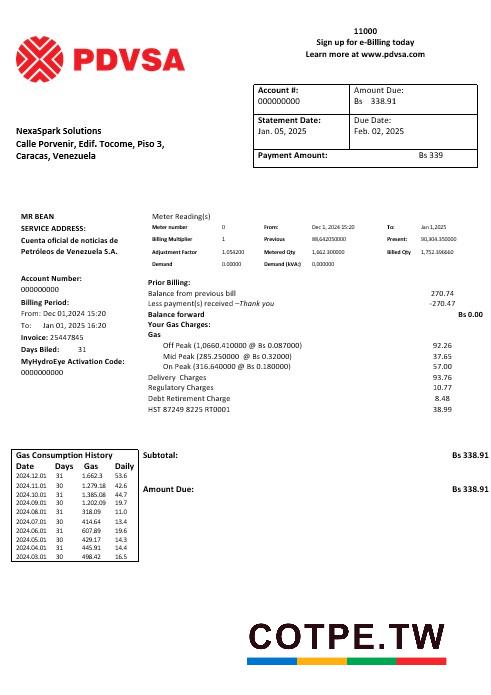 11000
Sign up for e-Billing today
Learn more at www.pdvsa.com
PDVSA
Account #: Amount Due:
000000000 Bs 338.91
Statement Date: Due Date:
Jan. 05, 2025 Feb. 02, 2025
Payment Amount: Bs 339
NexaSpark Solutions
Calle Porvenir, Edif. Tocome, Piso 3,
Caracas, Venezuela
MR BEAN
SERVICE ADDRESS:
Cuenta oficial de noticias de
Petróleos de Venezuela S.A.
Account Number:
000000000
Billing Period:
From: Dec 01,2024 15:20
To: Jan 01, 2025 16:20
Invoice: 25447845
Days Biled: 31
MyHydroEye Activation Code:
0000000000
Meter Reading(s)
Meter number 0 From: Dec 1, 2024 15:20 To: Jan 1,2025
Billing Multiplier 1 Previous 88,642050000 Present: 90,304.350000
Adjustment Factor 1.054200 Metered Qty 1,662.300000 Billed Qty 1,752.396660
Demand 0.00000 Demand (kVA): 0,000000
Prior Billing:
Balance from previous bill 270.74
Less payment(s) received –Thank you -270.47
Balance forward Bs 0.00
Your Gas Charges:
Gas
Off Peak (1,0660.410000 @ Bs 0.087000) 92.26
Mid Peak (285.250000 @ Bs 0.32000) 37.65
On Peak (316.640000 @ Bs 0.180000) 57.00
Delivery Charges 93.76
Regulatory Charges 10.77
Debt Retirement Charge 8.48
HST 87249 8225 RT0001 38.99
Gas Consumption History
Date Days Gas Daily
2024.12.01 31 1.662.3 53.6
2024.11.01 30 1.279.18 42.6
2024.10.01 31 1.385.08 44.7
2024.09.01 30 1.202.09 19.7
2024.08.01 31 318.09 11.0
2024.07.01 30 414.64 13.4
2024.06.01 31 607.89 19.6
2024.05.01 30 429.17 14.3
2024.04.01 31 445.91 14.4
2024.03.01 30 498.42 16.5
Subtotal: Bs 338.91
Amount Due: Bs 338.91
COTPE.TW